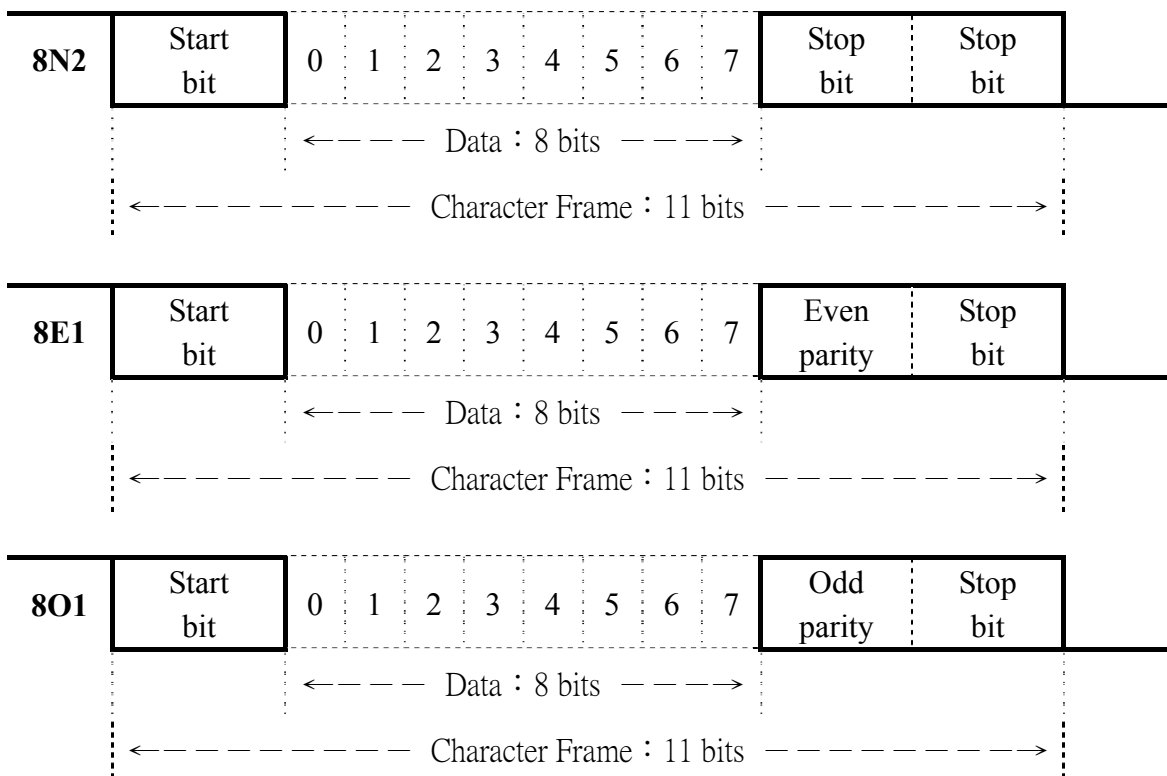 8N2 Start bit 0 1 2 3 4 5 6 7 Stop bit Stop bit
Data：8 bits
Character Frame：11 bits
8E1 Start bit 0 1 2 3 4 5 6 7 Even parity Stop bit
Data：8 bits
Character Frame：11 bits
8O1 Start bit 0 1 2 3 4 5 6 7 Odd parity Stop bit
Data：8 bits
Character Frame：11 bits